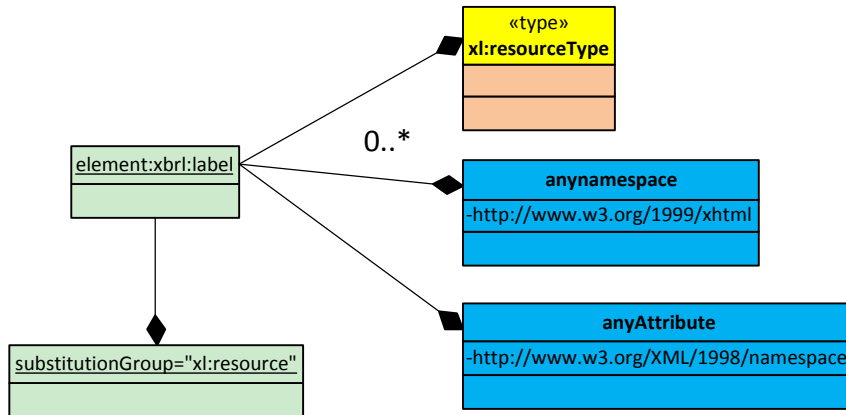 «type»
xl:resourceType
0..*
element:xbrl:label
anynamespace
-http://www.w3.org/1999/xhtml
anyAttribute
-http://www.w3.org/XML/1998/namespace
substitutionGroup="xl:resource"